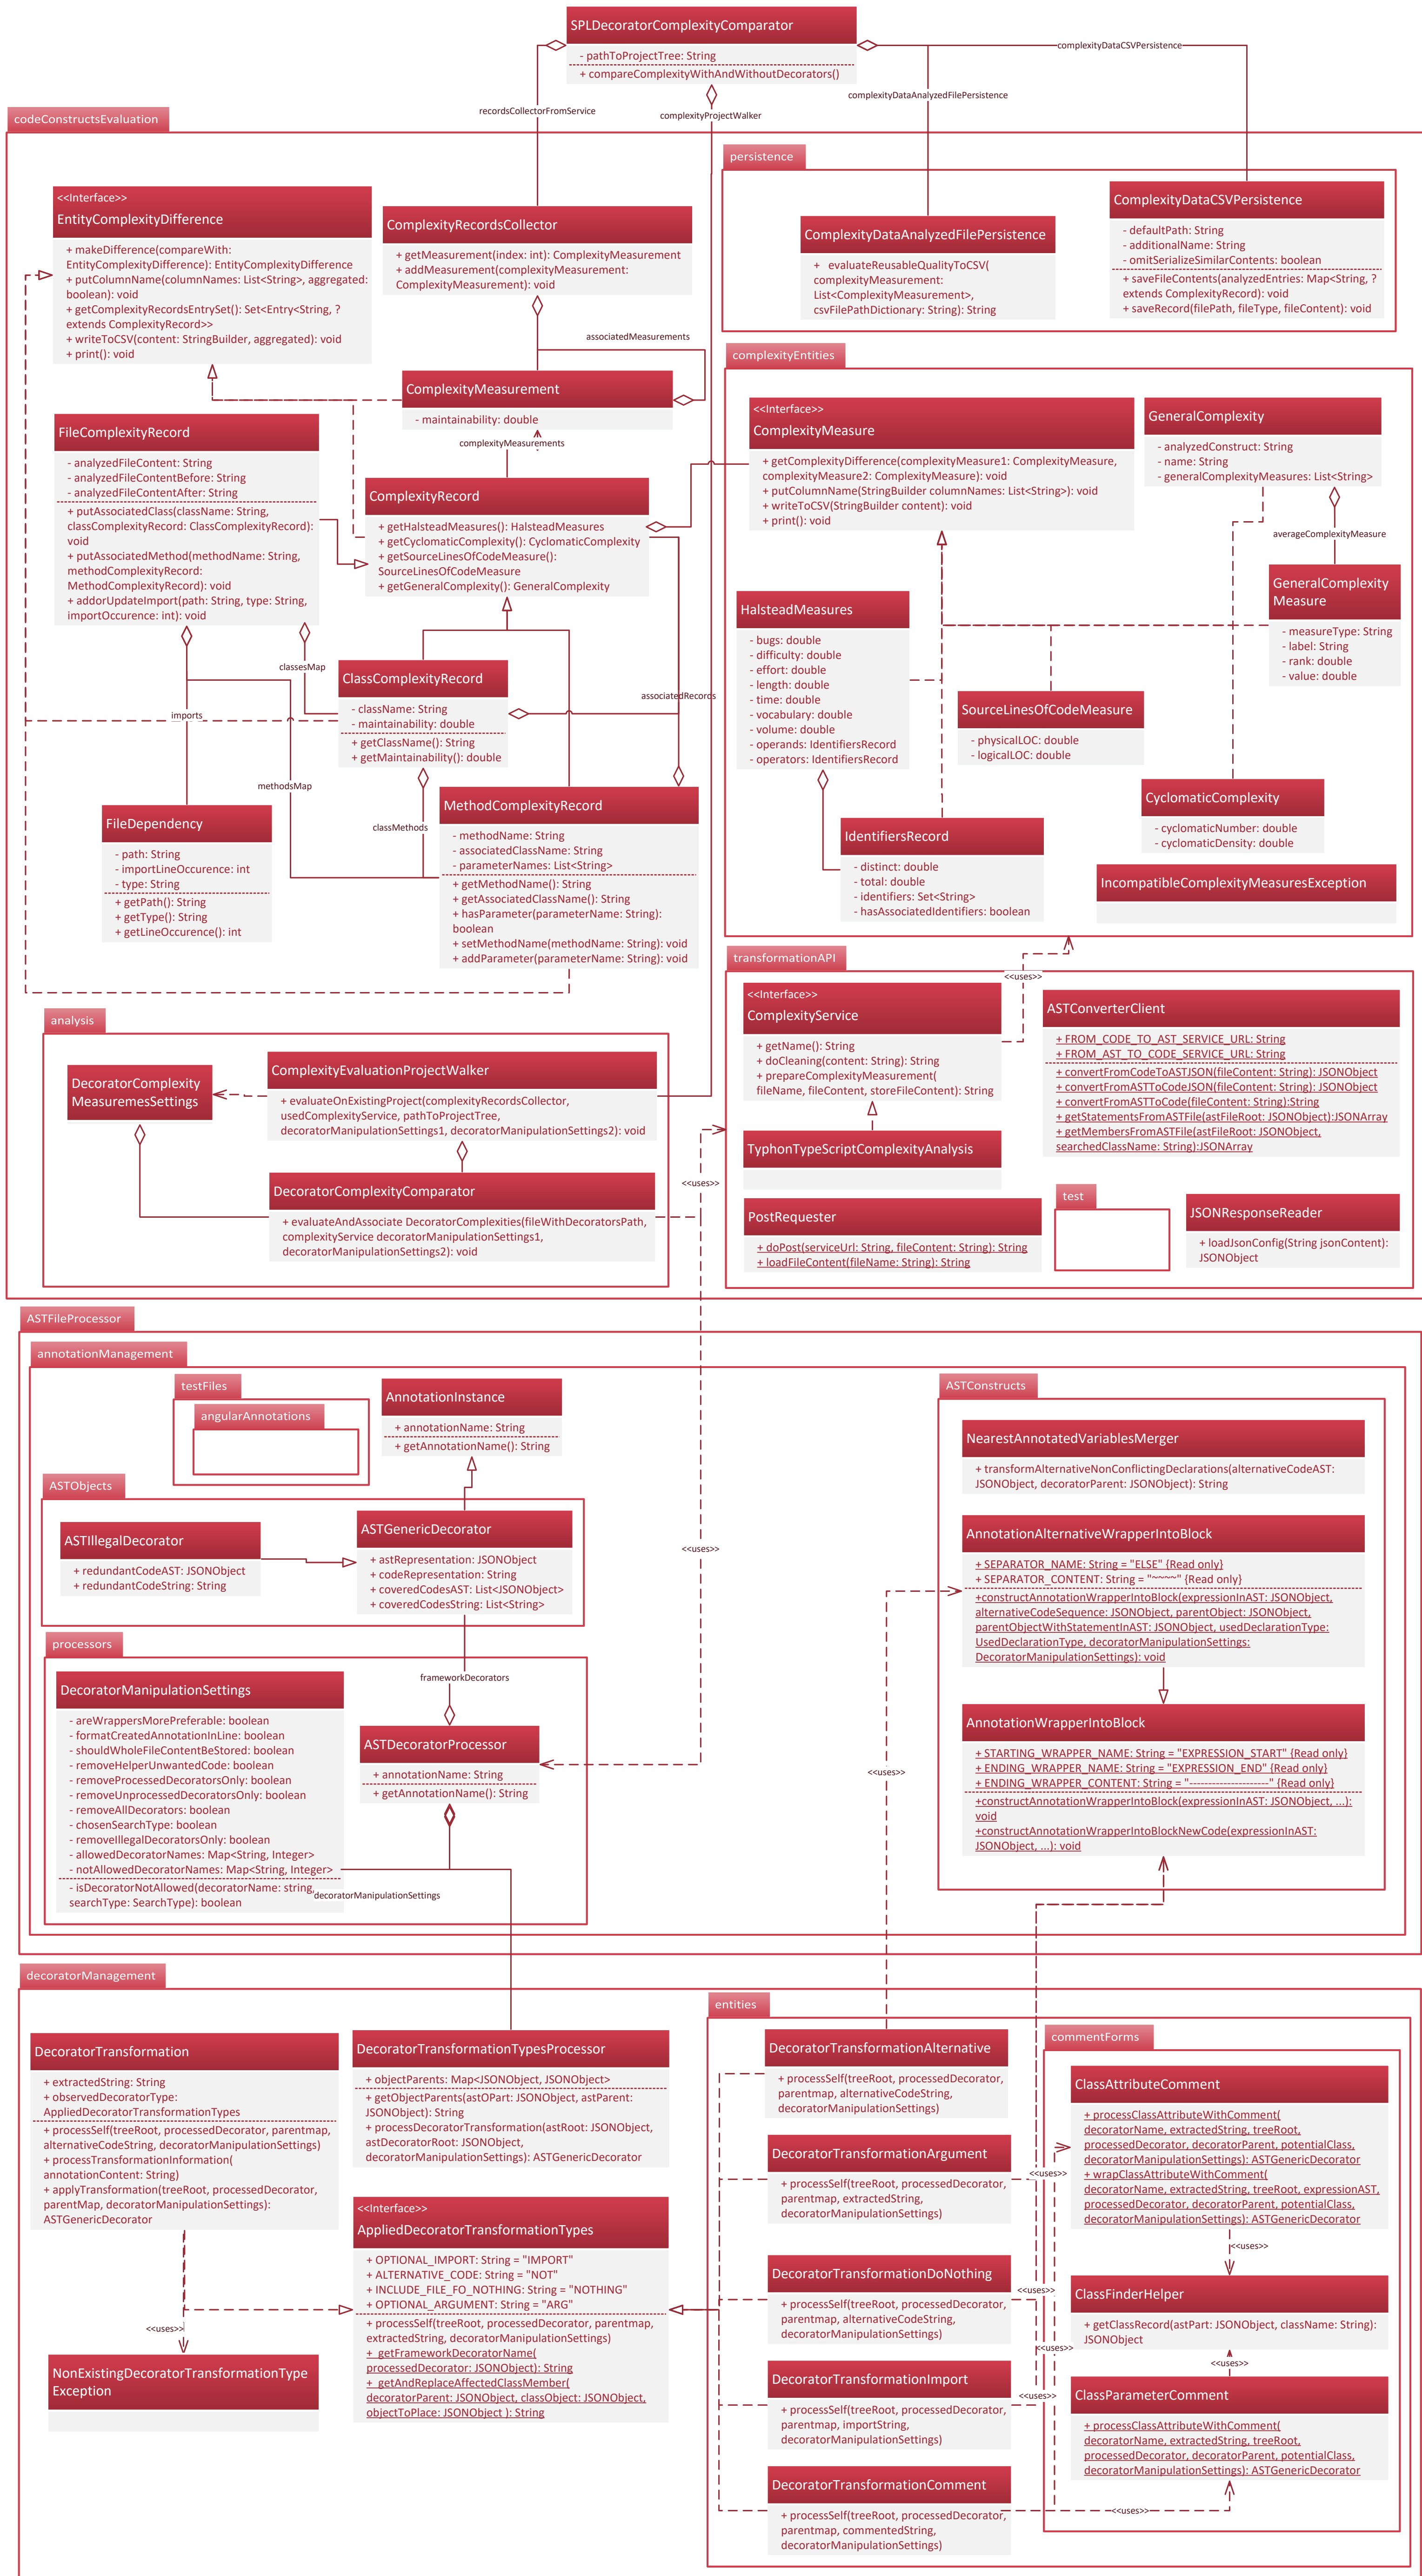 SPLDecoratorComplexityComparator
- pathToProjectTree: String
+ compareComplexityWithAndWithoutDecorators()
complexityDataCSVPersistence
complexityDataAnalyzedFilePersistence
recordsCollectorFromService
complexityProjectWalker
codeConstructsEvaluation
<<Interface>>
EntityComplexityDifference
+ makeDifference(compareWith:
EntityComplexityDifference): EntityComplexityDifference
+ putColumnName(columnNames: List<String>, aggregated:
boolean): void
+ getComplexityRecordsEntrySet(): Set<Entry<String, ?
extends ComplexityRecord>>
+ writeToCSV(content: StringBuilder, aggregated): void
+ print(): void
ComplexityRecordsCollector
+ getMeasurement(index: int): ComplexityMeasurement
+ addMeasurement(complexityMeasurement:
ComplexityMeasurement): void
associatedMeasurements
ComplexityMeasurement
- maintainability: double
complexityMeasurements
persistence
ComplexityDataAnalyzedFilePersistence
+ evaluateReusableQualityToCSV(
complexityMeasurement:
List<ComplexityMeasurement>,
csvFilePathDictionary: String): String
ComplexityDataCSVPersistence
- defaultPath: String
- additionalName: String
- omitSerializeSimilarContents: boolean
+ saveFileContents(analyzedEntries: Map<String, ?
extends ComplexityRecord): void
+ saveRecord(filePath, fileType, fileContent): void
FileComplexityRecord
- analyzedFileContent: String
- analyzedFileContentBefore: String
- analyzedFileContentAfter: String
+ putAssociatedClass(className: String,
classComplexityRecord: ClassComplexityRecord):
void
+ putAssociatedMethod(methodName: String,
methodComplexityRecord:
MethodComplexityRecord): void
+ addorUpdateImport(path: String, type: String,
importOccurence: int): void
ComplexityRecord
+ getHalsteadMeasures(): HalsteadMeasures
+ getCyclomaticComplexity(): CyclomaticComplexity
+ getSourceLinesOfCodeMeasure():
SourceLinesOfCodeMeasure
+ getGeneralComplexity(): GeneralComplexity
classesMap
imports
methodsMap
classMethods
associatedRecords
ClassComplexityRecord
- className: String
- maintainability: double
+ getClassName(): String
+ getMaintainability(): double
FileDependency
- path: String
- importLineOccurence: int
- type: String
+ getPath(): String
+ getType(): String
+ getLineOccurence(): int
MethodComplexityRecord
- methodName: String
- associatedClassName: String
- parameterNames: List<String>
+ getMethodName(): String
+ getAssociatedClassName(): String
+ hasParameter(parameterName: String):
boolean
+ setMethodName(methodName: String): void
+ addParameter(parameterName: String): void
complexityEntities
<<Interface>>
ComplexityMeasure
+ getComplexityDifference(complexityMeasure1: ComplexityMeasure,
complexityMeasure2: ComplexityMeasure): void
+ putColumnName(StringBuilder columnNames: List<String>): void
+ writeToCSV(StringBuilder content): void
+ print(): void
GeneralComplexity
- analyzedConstruct: String
- name: String
- generalComplexityMeasures: List<String>
averageComplexityMeasure
GeneralComplexity
Measure
- measureType: String
- label: String
- rank: double
- value: double
HalsteadMeasures
- bugs: double
- difficulty: double
- effort: double
- length: double
- time: double
- vocabulary: double
- volume: double
- operands: IdentifiersRecord
- operators: IdentifiersRecord
SourceLinesOfCodeMeasure
- physicalLOC: double
- logicalLOC: double
CyclomaticComplexity
- cyclomaticNumber: double
- cyclomaticDensity: double
IdentifiersRecord
- distinct: double
- total: double
- identifiers: Set<String>
- hasAssociatedIdentifiers: boolean
IncompatibleComplexityMeasuresException
analysis
DecoratorComplexity
MeasuremesSettings
ComplexityEvaluationProjectWalker
+ evaluateOnExistingProject(complexityRecordsCollector,
usedComplexityService, pathToProjectTree,
decoratorManipulationSettings1, decoratorManipulationSettings2): void
DecoratorComplexityComparator
+ evaluateAndAssociate DecoratorComplexities(fileWithDecoratorsPath,
complexityService decoratorManipulationSettings1,
decoratorManipulationSettings2): void
<<uses>>
transformationAPI
<<uses>>
<<Interface>>
ComplexityService
+ getName(): String
+ doCleaning(content: String): String
+ prepareComplexityMeasurement(
fileName, fileContent, storeFileContent): String
TyphonTypeScriptComplexityAnalysis
ASTConverterClient
+ FROM_CODE_TO_AST_SERVICE_URL: String
+ FROM_AST_TO_CODE_SERVICE_URL: String
+ convertFromCodeToASTJSON(fileContent: String): JSONObject
+ convertFromASTToCodeJSON(fileContent: String): JSONObject
+ convertFromASTToCode(fileContent: String):String
+ getStatementsFromASTFile(astFileRoot: JSONObject):JSONArray
+ getMembersFromASTFile(astFileRoot: JSONObject,
searchedClassName: String):JSONArray
PostRequester
+ doPost(serviceUrl: String, fileContent: String): String
+ loadFileContent(fileName: String): String
test
JSONResponseReader
+ loadJsonConfig(String jsonContent):
JSONObject
ASTFileProcessor
annotationManagement
testFiles
angularAnnotations
AnnotationInstance
+ annotationName: String
+ getAnnotationName(): String
ASTObjects
ASTIllegalDecorator
+ redundantCodeAST: JSONObject
+ redundantCodeString: String
ASTGenericDecorator
+ astRepresentation: JSONObject
+ codeRepresentation: String
+ coveredCodesAST: List<JSONObject>
+ coveredCodesString: List<String>
<<uses>>
processors
frameworkDecorators
DecoratorManipulationSettings
- areWrappersMorePreferable: boolean
- formatCreatedAnnotationInLine: boolean
- shouldWholeFileContentBeStored: boolean
- removeHelperUnwantedCode: boolean
- removeProcessedDecoratorsOnly: boolean
- removeUnprocessedDecoratorsOnly: boolean
- removeAllDecorators: boolean
- chosenSearchType: boolean
- removeIllegalDecoratorsOnly: boolean
- allowedDecoratorNames: Map<String, Integer>
- notAllowedDecoratorNames: Map<String, Integer>
- isDecoratorNotAllowed(decoratorName: string,
searchType: SearchType): boolean
decoratorManipulationSettings
ASTDecoratorProcessor
+ annotationName: String
+ getAnnotationName(): String
ASTConstructs
NearestAnnotatedVariablesMerger
+ transformAlternativeNonConflictingDeclarations(alternativeCodeAST:
JSONObject, decoratorParent: JSONObject): String
AnnotationAlternativeWrapperIntoBlock
+ SEPARATOR_NAME: String = "ELSE" {Read only}
+ SEPARATOR_CONTENT: String = "~~~~" {Read only}
+constructAnnotationWrapperIntoBlock(expressionInAST: JSONObject,
alternativeCodeSequence: JSONObject, parentObject: JSONObject,
parentObjectWithStatementInAST: JSONObject, usedDeclarationType:
UsedDeclarationType, decoratorManipulationSettings:
DecoratorManipulationSettings): void
AnnotationWrapperIntoBlock
+ STARTING_WRAPPER_NAME: String = "EXPRESSION_START" {Read only}
+ ENDING_WRAPPER_NAME: String = "EXPRESSION_END" {Read only}
+ ENDING_WRAPPER_CONTENT: String = "---------------------" {Read only}
+constructAnnotationWrapperIntoBlock(expressionInAST: JSONObject, ...):
void
+constructAnnotationWrapperIntoBlockNewCode(expressionInAST:
JSONObject, ...): void
<<uses>>
decoratorManagement
DecoratorTransformation
+ extractedString: String
+ observedDecoratorType:
AppliedDecoratorTransformationTypes
+ processSelf(treeRoot, processedDecorator, parentmap,
alternativeCodeString, decoratorManipulationSettings)
+ processTransformationInformation(
annotationContent: String)
+ applyTransformation(treeRoot, processedDecorator,
parentMap, decoratorManipulationSettings):
ASTGenericDecorator
<<uses>>
NonExistingDecoratorTransformationType
Exception
DecoratorTransformationTypesProcessor
+ objectParents: Map<JSONObject, JSONObject>
+ getObjectParents(astOPart: JSONObject, astParent:
JSONObject): String
+ processDecoratorTransformation(astRoot: JSONObject,
astDecoratorRoot: JSONObject,
decoratorManipulationSettings): ASTGenericDecorator
<<Interface>>
AppliedDecoratorTransformationTypes
+ OPTIONAL_IMPORT: String = "IMPORT"
+ ALTERNATIVE_CODE: String = "NOT"
+ INCLUDE_FILE_FO_NOTHING: String = "NOTHING"
+ OPTIONAL_ARGUMENT: String = "ARG"
+ processSelf(treeRoot, processedDecorator, parentmap,
extractedString, decoratorManipulationSettings)
+ getFrameworkDecoratorName(
processedDecorator: JSONObject): String
+ getAndReplaceAffectedClassMember(
decoratorParent: JSONObject, classObject: JSONObject,
objectToPlace: JSONObject ): String
entities
DecoratorTransformationAlternative
+ processSelf(treeRoot, processedDecorator,
parentmap, alternativeCodeString,
decoratorManipulationSettings)
DecoratorTransformationArgument
+ processSelf(treeRoot, processedDecorator,
parentmap, extractedString,
decoratorManipulationSettings)
<<uses>>
DecoratorTransformationDoNothing
+ processSelf(treeRoot, processedDecorator,
parentmap, alternativeCodeString,
decoratorManipulationSettings)
<<uses>>
<<uses>>
DecoratorTransformationImport
+ processSelf(treeRoot, processedDecorator,
parentmap, importString,
decoratorManipulationSettings)
<<uses>>
DecoratorTransformationComment
+ processSelf(treeRoot, processedDecorator,
parentmap, commentedString,
decoratorManipulationSettings)
<<uses>>
commentForms
ClassAttributeComment
+ processClassAttributeWithComment(
decoratorName, extractedString, treeRoot,
processedDecorator, decoratorParent, potentialClass,
decoratorManipulationSettings): ASTGenericDecorator
+ wrapClassAttributeWithComment(
decoratorName, extractedString, treeRoot, expressionAST,
processedDecorator, decoratorParent, potentialClass,
decoratorManipulationSettings): ASTGenericDecorator
<<uses>>
ClassFinderHelper
+ getClassRecord(astPart: JSONObject, className: String):
JSONObject
<<uses>>
ClassParameterComment
+ processClassAttributeWithComment(
decoratorName, extractedString, treeRoot,
processedDecorator, decoratorParent, potentialClass,
decoratorManipulationSettings): ASTGenericDecorator